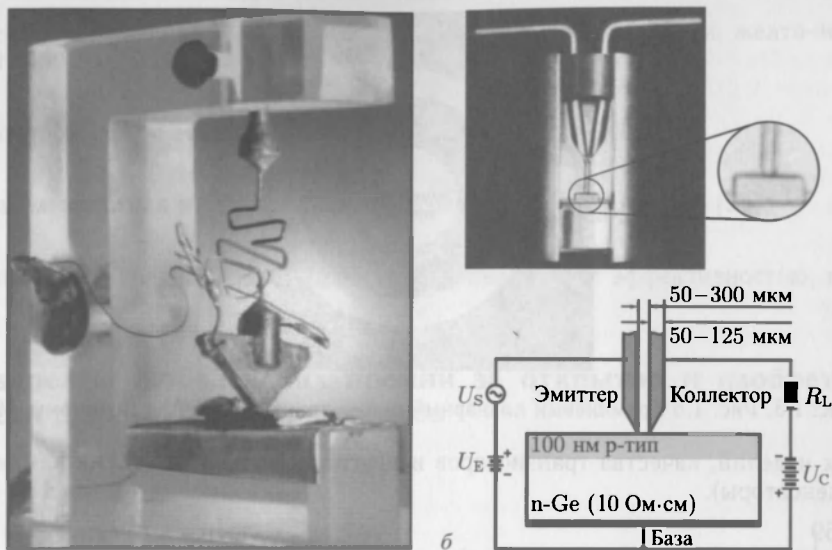 50–300 мкм
50–125 мкм
U_S
Эмиттер
Коллектор
R_L
100 нм p-тип
U_E
+
−
−
+
U_C
n-Ge (10 Ом·см)
База
б